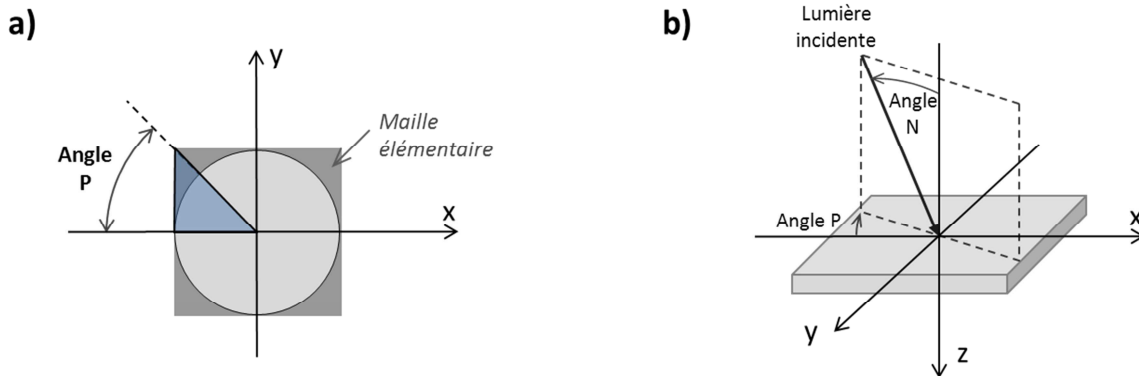 a)
y
Angle
P
Maille
élémentaire
x
b)
Lumière
incidente
Angle
N
Angle P
x
y
z